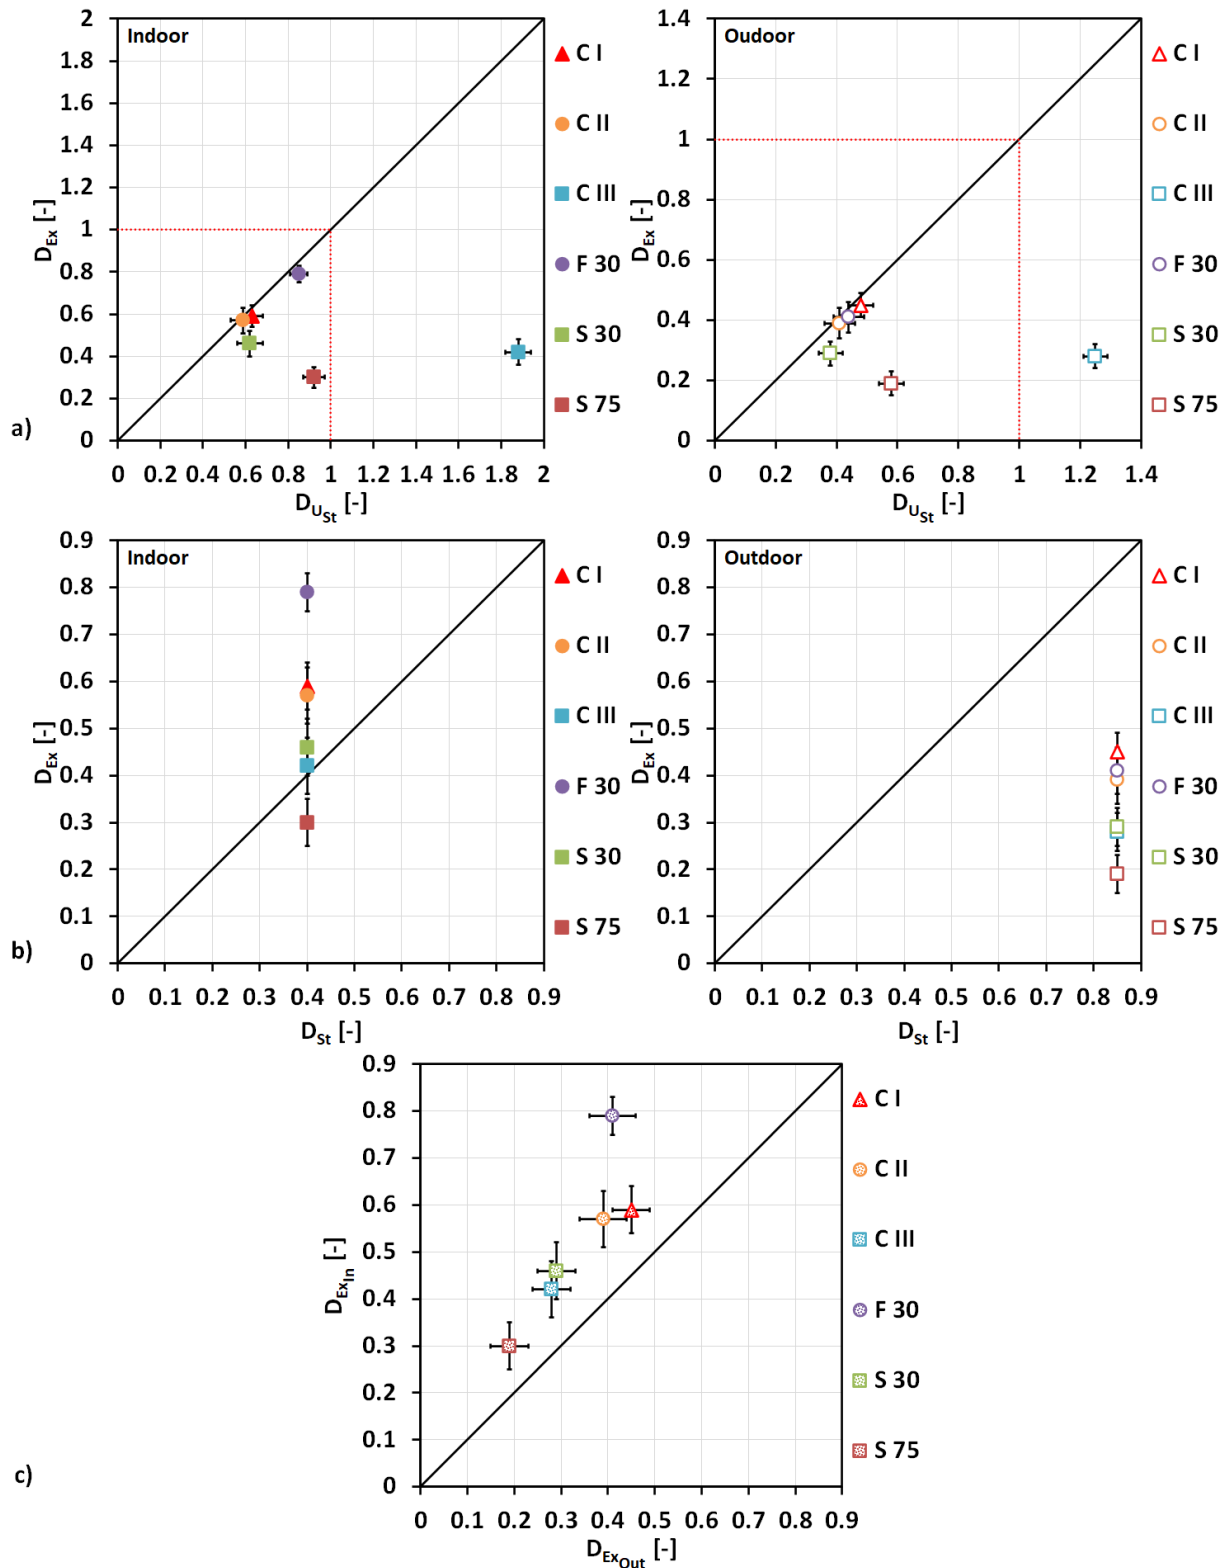 Indoor
2
1.8
1.6
1.4
1.2
1
0.8
0.6
0.4
0.2
0
D_Ex [-]
0 0.2 0.4 0.6 0.8 1 1.2 1.4 1.6 1.8 2
D_U_St [-]
C I
C II
C III
F 30
S 30
S 75
a)
Oudoor
1.4
1.2
1
0.8
0.6
0.4
0.2
0
D_Ex [-]
0 0.2 0.4 0.6 0.8 1 1.2 1.4
D_U_St [-]
C I
C II
C III
F 30
S 30
S 75
Indoor
0.9
0.8
0.7
0.6
0.5
0.4
0.3
0.2
0.1
0
D_Ex [-]
0 0.1 0.2 0.3 0.4 0.5 0.6 0.7 0.8 0.9
D_St [-]
C I
C II
C III
F 30
S 30
S 75
b)
Outdoor
0.9
0.8
0.7
0.6
0.5
0.4
0.3
0.2
0.1
0
D_Ex [-]
0 0.1 0.2 0.3 0.4 0.5 0.6 0.7 0.8 0.9
D_St [-]
C I
C II
C III
F 30
S 30
S 75
0.9
0.8
0.7
0.6
0.5
0.4
0.3
0.2
0.1
0
D_Ex_In [-]
0 0.1 0.2 0.3 0.4 0.5 0.6 0.7 0.8 0.9
D_Ex_Out [-]
C I
C II
C III
F 30
S 30
S 75
c)